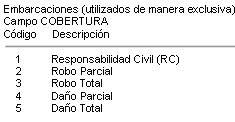 Embarcaciones (utilizados de manera exclusiva)
Campo COBERTURA
Código Descripción
1 Responsabilidad Civil (RC)
2 Robo Parcial
3 Robo Total
4 Daño Parcial
5 Daño Total